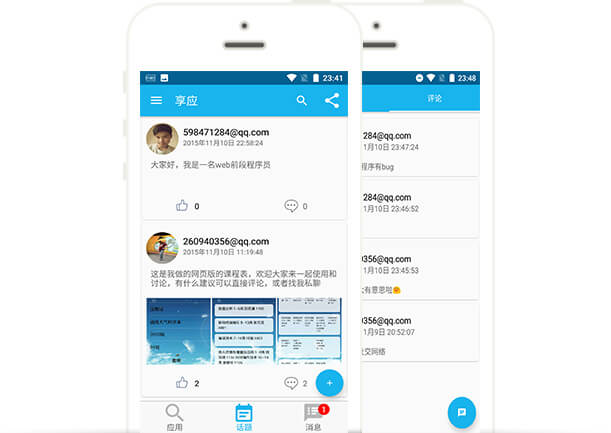 23:41
享应
598471284@qq.com
2015年11月10日 22:58:24
大家好，我是一名web前段程序员
0
0
260940356@qq.com
2015年11月10日 11:19:48
这是我做的网页版的课程表，欢迎大家来一起使用和
讨论，有什么建议可以直接评论，或者找我私聊
2
2
+
应用
话题
1
消息
23:48
评论
284@qq.com
1月10日 23:47:24
程序有bug
284@qq.com
1月10日 23:46:52
284@qq.com
1月10日 23:45:53
有意思啦🤗
0356@qq.com
1月9日 20:52:07
交网络